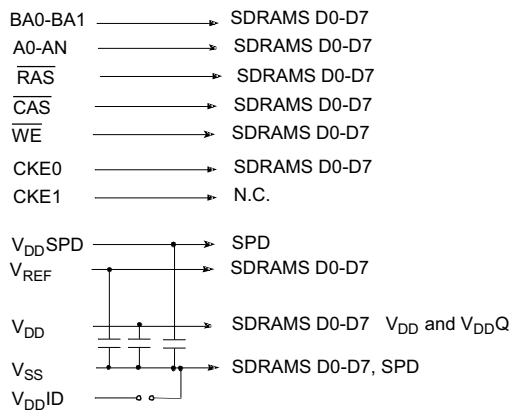 BA0-BA1 SDRAMS D0-D7
A0-AN SDRAMS D0-D7
RAS SDRAMS D0-D7
CAS SDRAMS D0-D7
WE SDRAMS D0-D7
CKE0 SDRAMS D0-D7
CKE1 N.C.
VDDSPD SPD
VREF SDRAMS D0-D7
VDD SDRAMS D0-D7 VDD and VDDQ
VSS SDRAMS D0-D7, SPD
VDDID